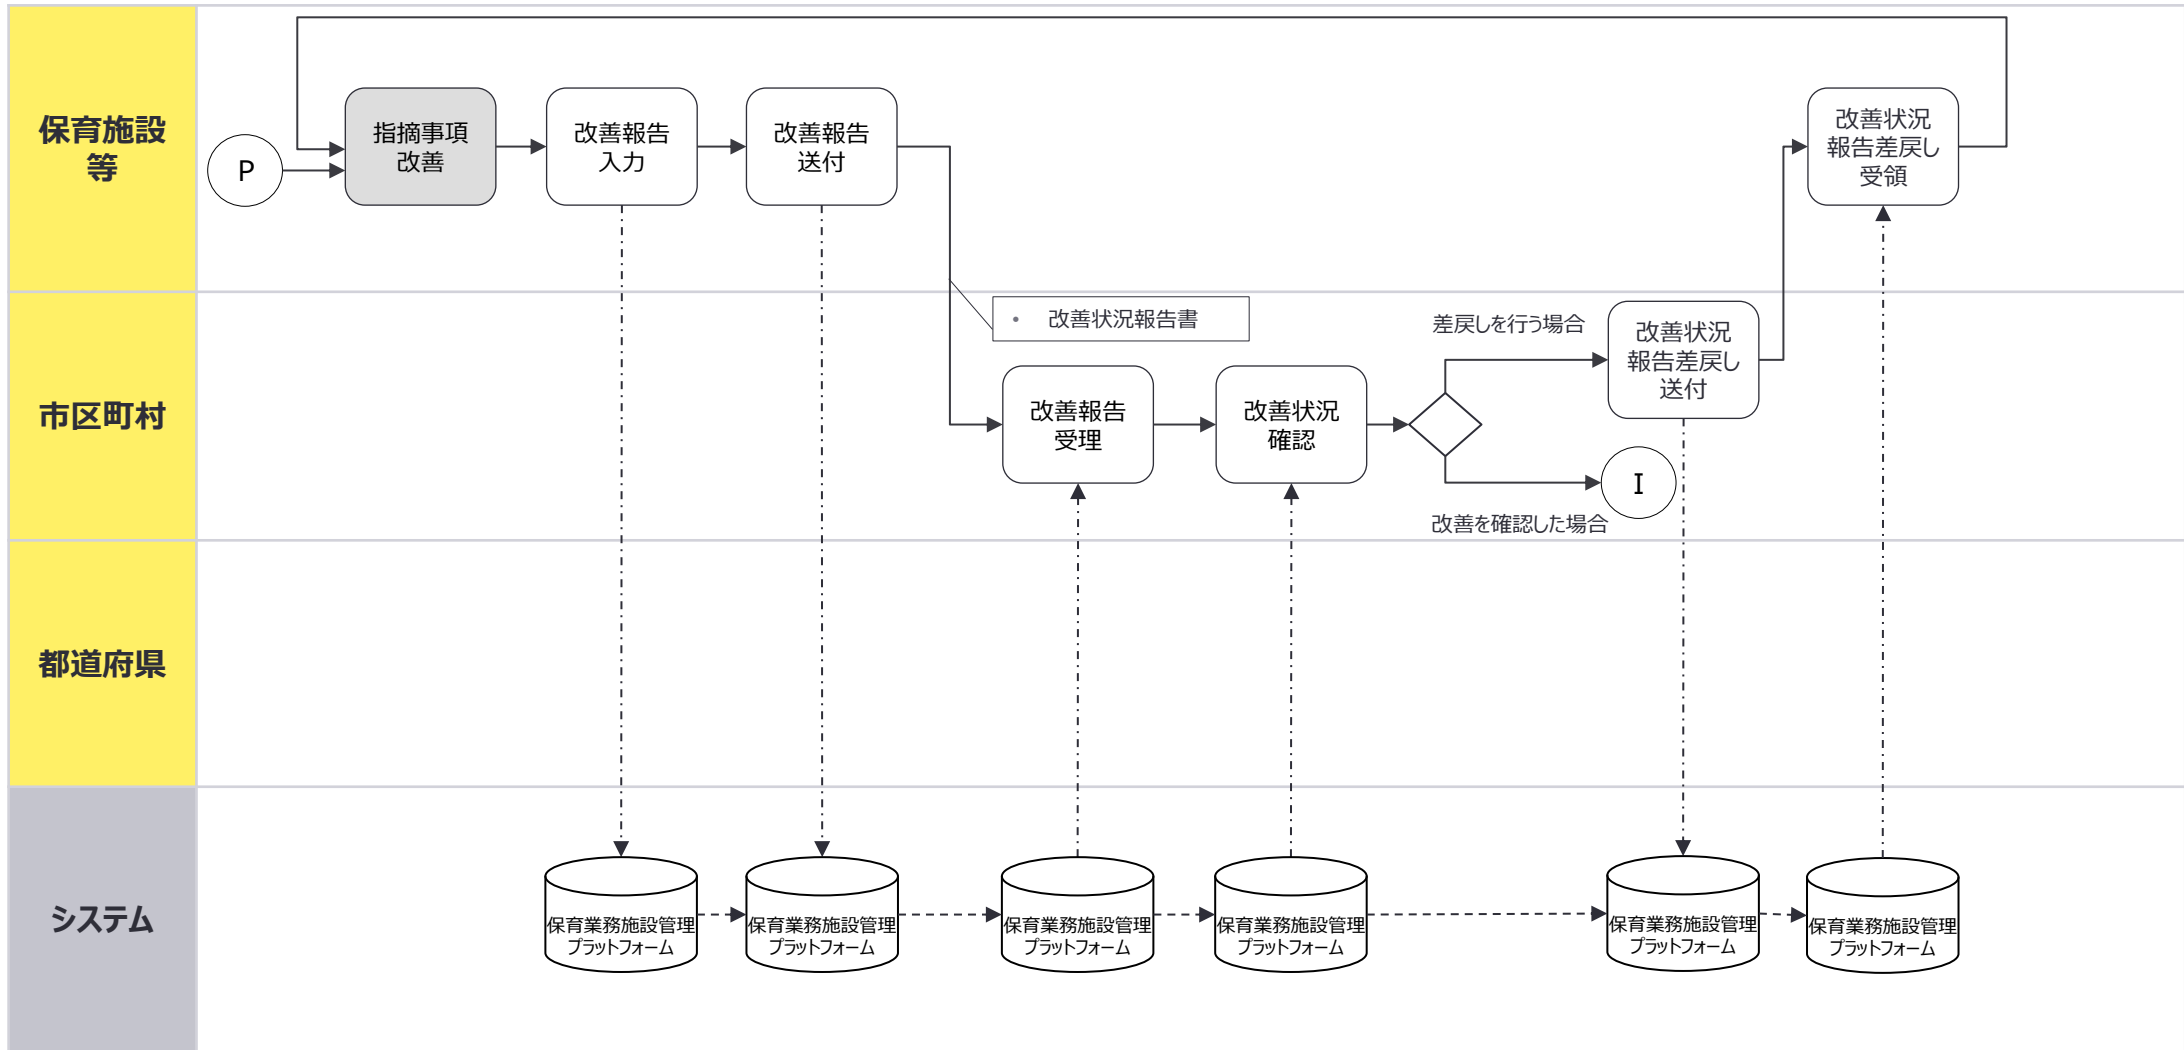 保育施設
等
P
指摘事項
改善
改善報告
入力
改善報告
送付
改善状況
報告差戻し
受領
市区町村
• 改善状況報告書
改善報告
受理
改善状況
確認
差戻しを行う場合
改善を確認した場合
改善状況
報告差戻し
送付
I
都道府県
システム
保育業務施設管理
プラットフォーム
保育業務施設管理
プラットフォーム
保育業務施設管理
プラットフォーム
保育業務施設管理
プラットフォーム
保育業務施設管理
プラットフォーム
保育業務施設管理
プラットフォーム